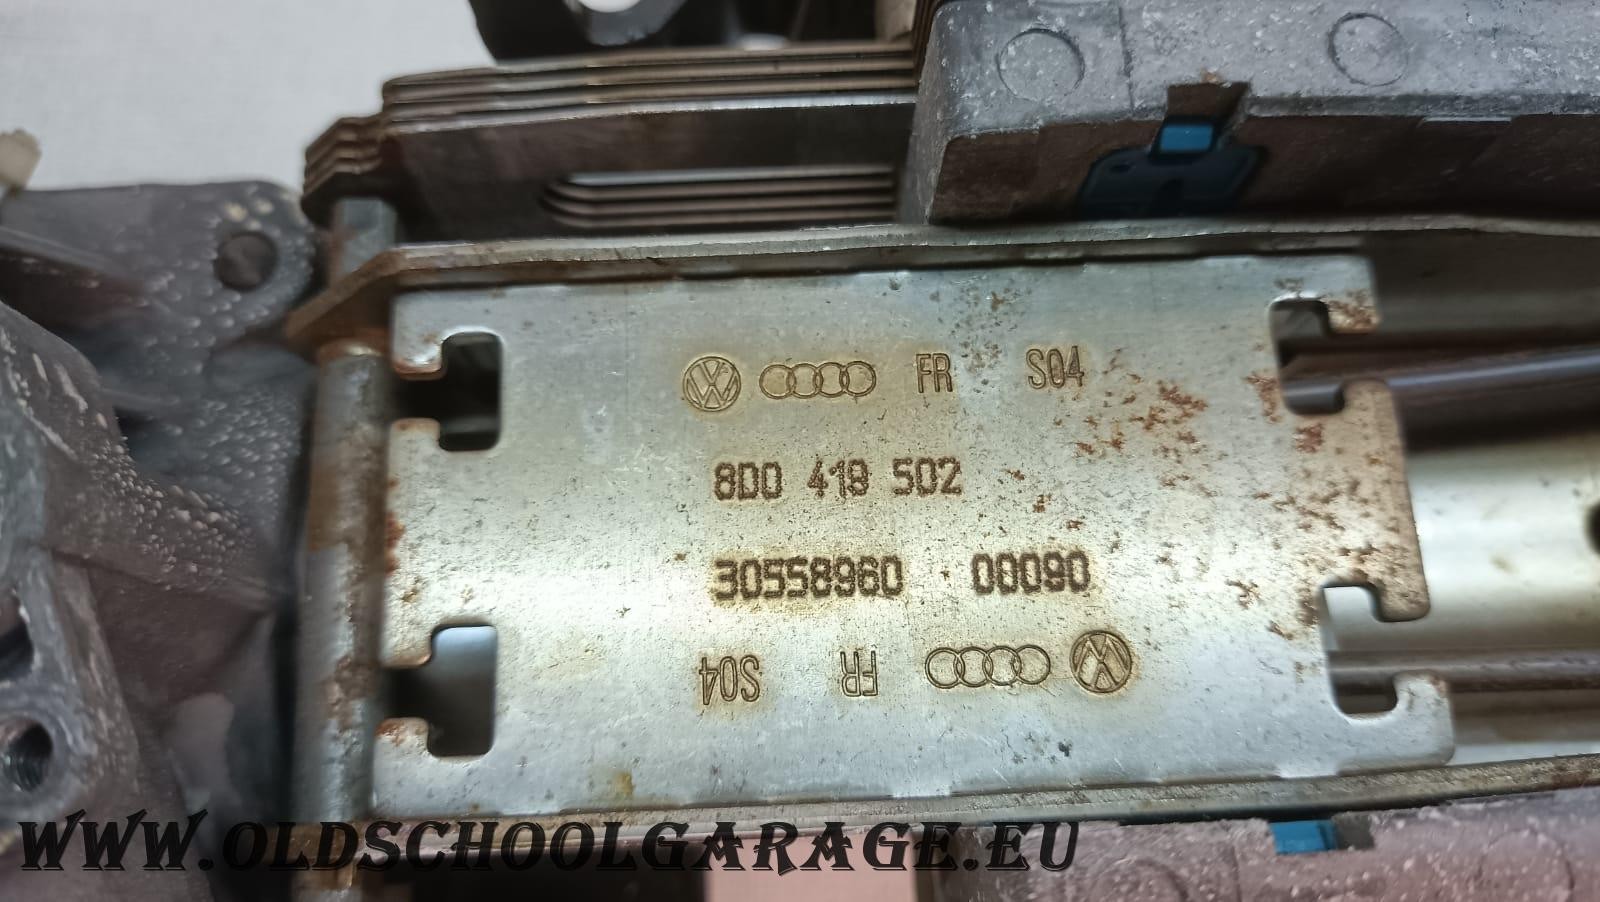 FR S04
8D0 419 502
30558960 00090
FR S04
WWW.OLDSCHOOLGARAGE.EU